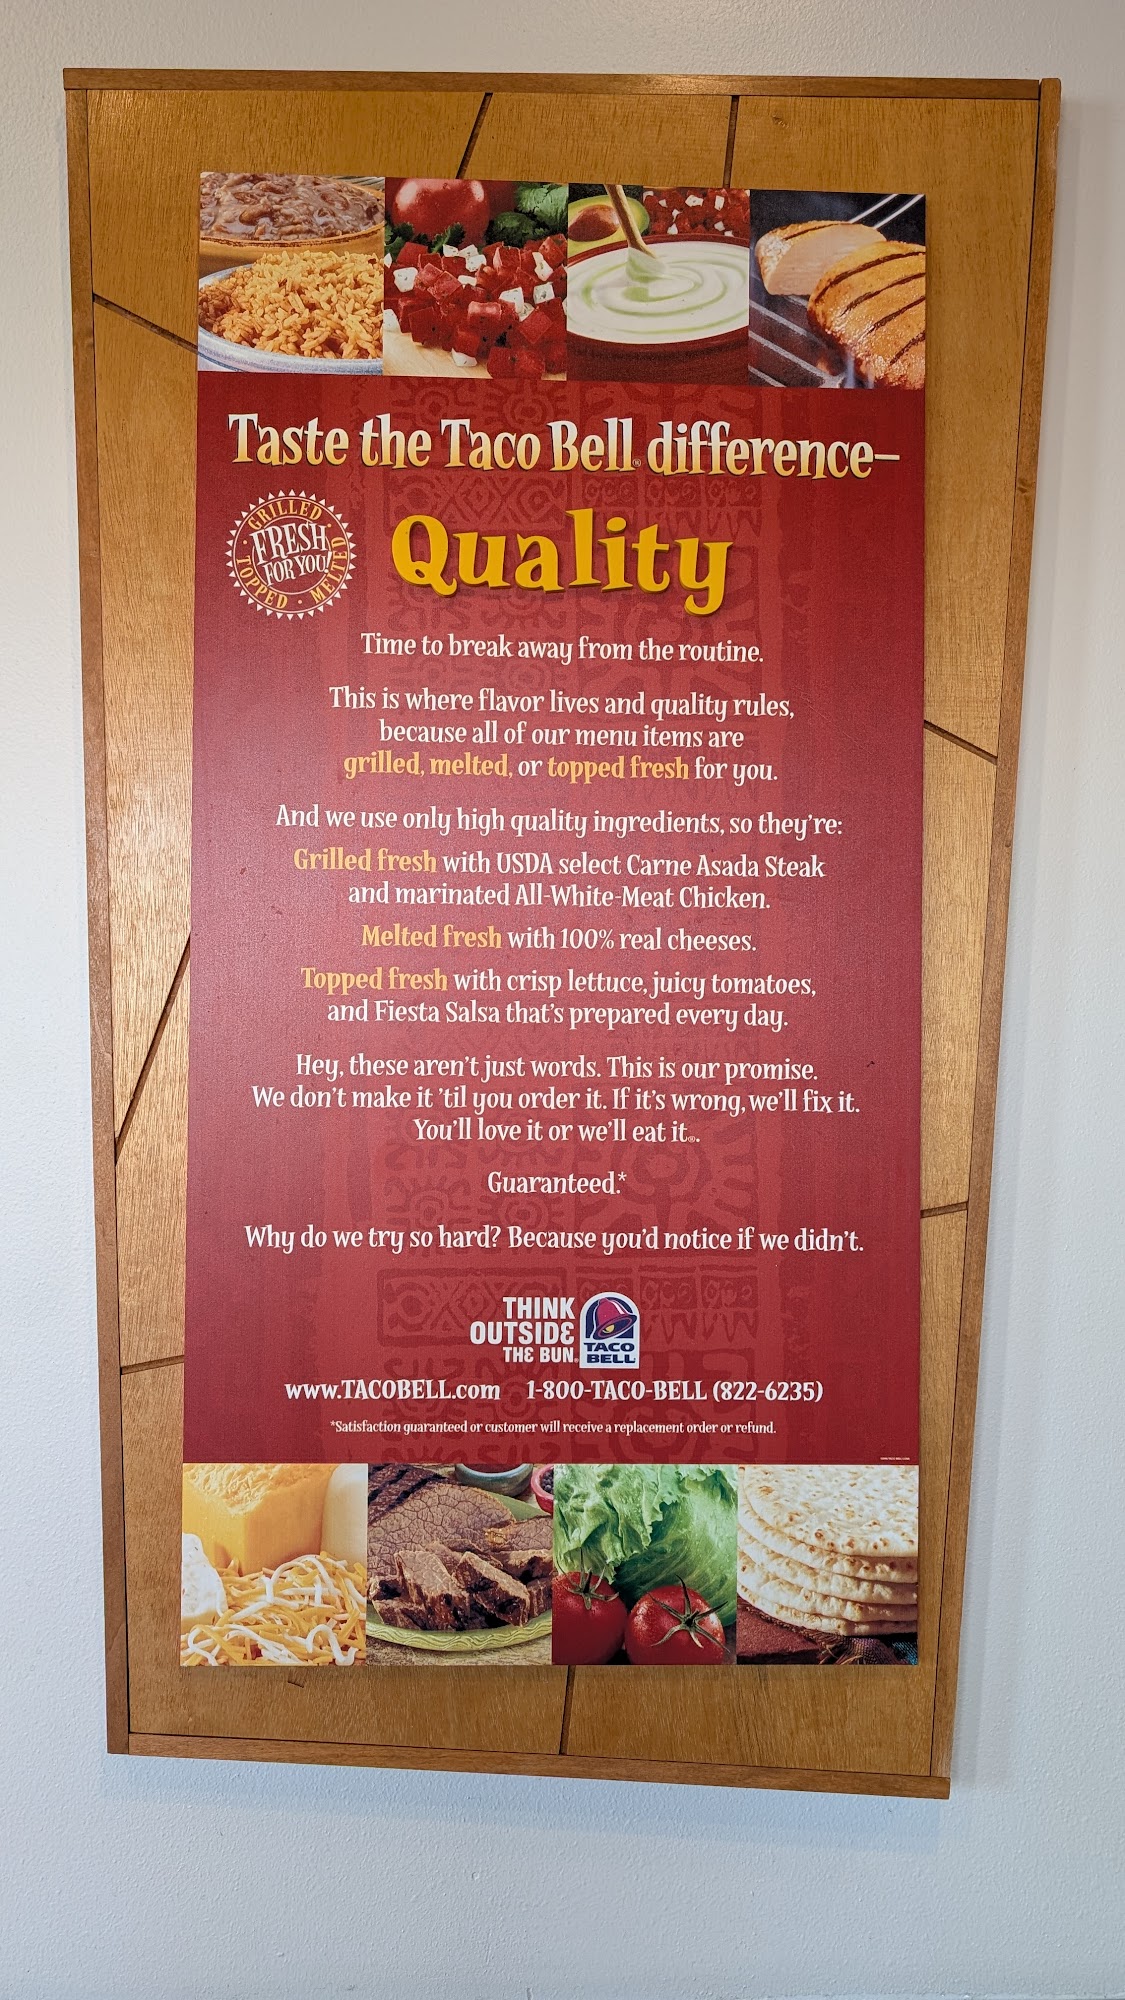 Taste the Taco Bell® difference–
GRILLED · TOPPED · MELTED ·
FRESH
FOR YOU!
Quality
Time to break away from the routine.
This is where flavor lives and quality rules,
because all of our menu items are
grilled, melted, or topped fresh for you.
And we use only high quality ingredients, so they're:
Grilled fresh with USDA select Carne Asada Steak
and marinated All-White-Meat Chicken.
Melted fresh with 100% real cheeses.
Topped fresh with crisp lettuce, juicy tomatoes,
and Fiesta Salsa that's prepared every day.
Hey, these aren't just words. This is our promise.
We don't make it 'til you order it. If it's wrong, we'll fix it.
You'll love it or we'll eat it®.
Guaranteed.*
Why do we try so hard? Because you'd notice if we didn't.
THINK
OUTSIDE
THE BUN.
TACO
BELL
www.TACOBELL.com 1-800-TACO-BELL (822-6235)
*Satisfaction guaranteed or customer will receive a replacement order or refund.